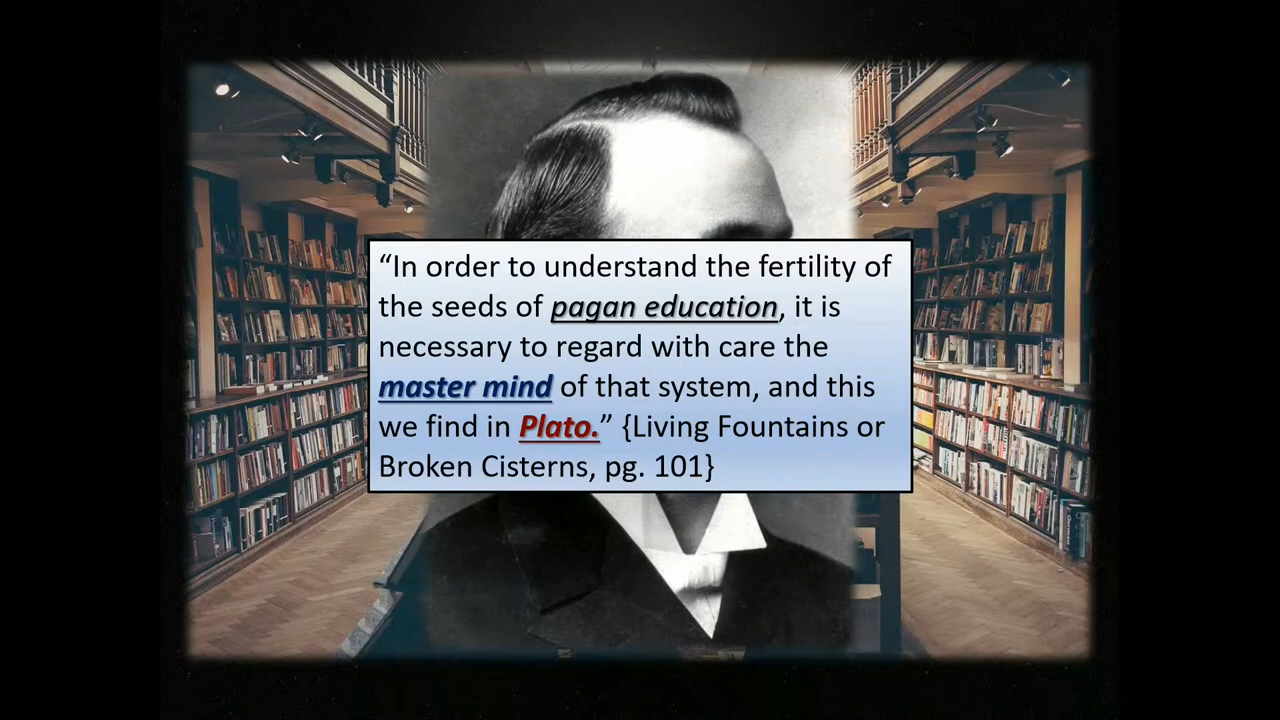 “In order to understand the fertility of
the seeds of pagan education, it is
necessary to regard with care the
master mind of that system, and this
we find in Plato.” {Living Fountains or
Broken Cisterns, pg. 101}